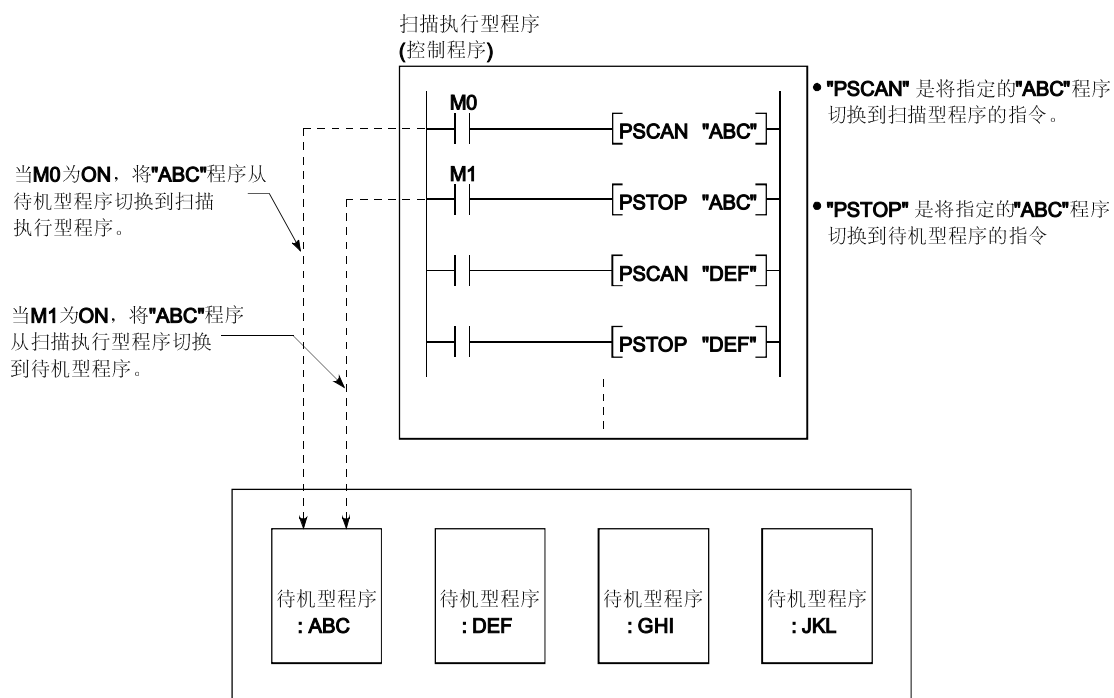 扫描执行型程序
(控制程序)
M0
PSCAN "ABC"
M1
PSTOP "ABC"
PSCAN "DEF"
PSTOP "DEF"
• "PSCAN" 是将指定的"ABC"程序
切换到扫描型程序的指令。
• "PSTOP" 是将指定的"ABC"程序
切换到待机型程序的指令
当M0为ON，将"ABC"程序从
待机型程序切换到扫描
执行型程序。
当M1为ON，将"ABC"程序
从扫描执行型程序切换
到待机型程序。
待机型程序
: ABC
待机型程序
: DEF
待机型程序
: GHI
待机型程序
: JKL